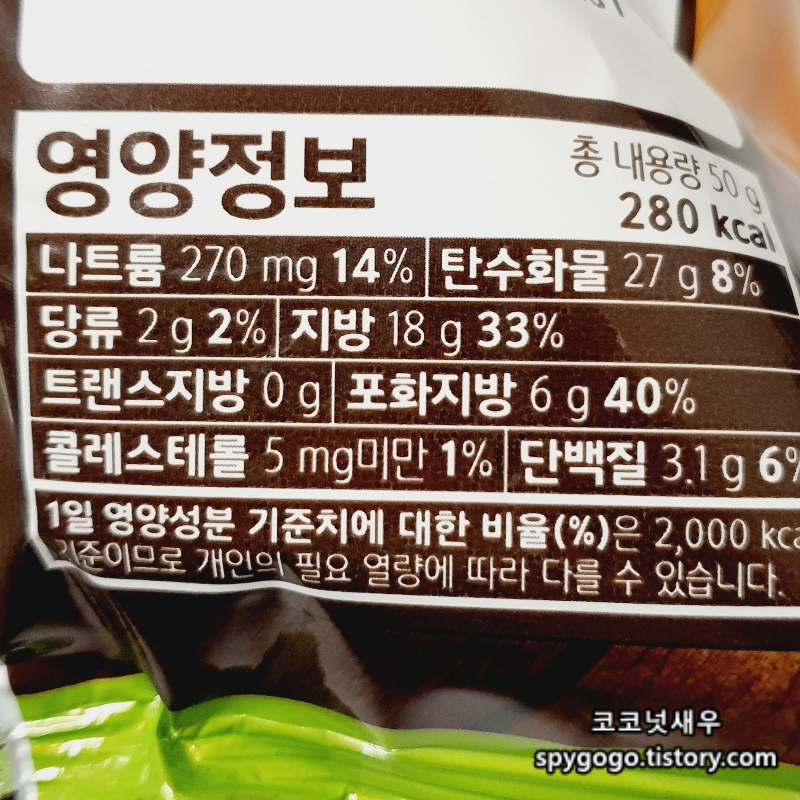 영양정보
총 내용량 50 g
280 kcal
나트륨 270 mg 14% 탄수화물 27 g 8%
당류 2 g 2% 지방 18 g 33%
트랜스지방 0 g 포화지방 6 g 40%
콜레스테롤 5 mg미만 1% 단백질 3.1 g 6%
1일 영양성분 기준치에 대한 비율(%)은 2,000 kcal
기준이므로 개인의 필요 열량에 따라 다를 수 있습니다.
코코넛새우
spygogo.tistory.com